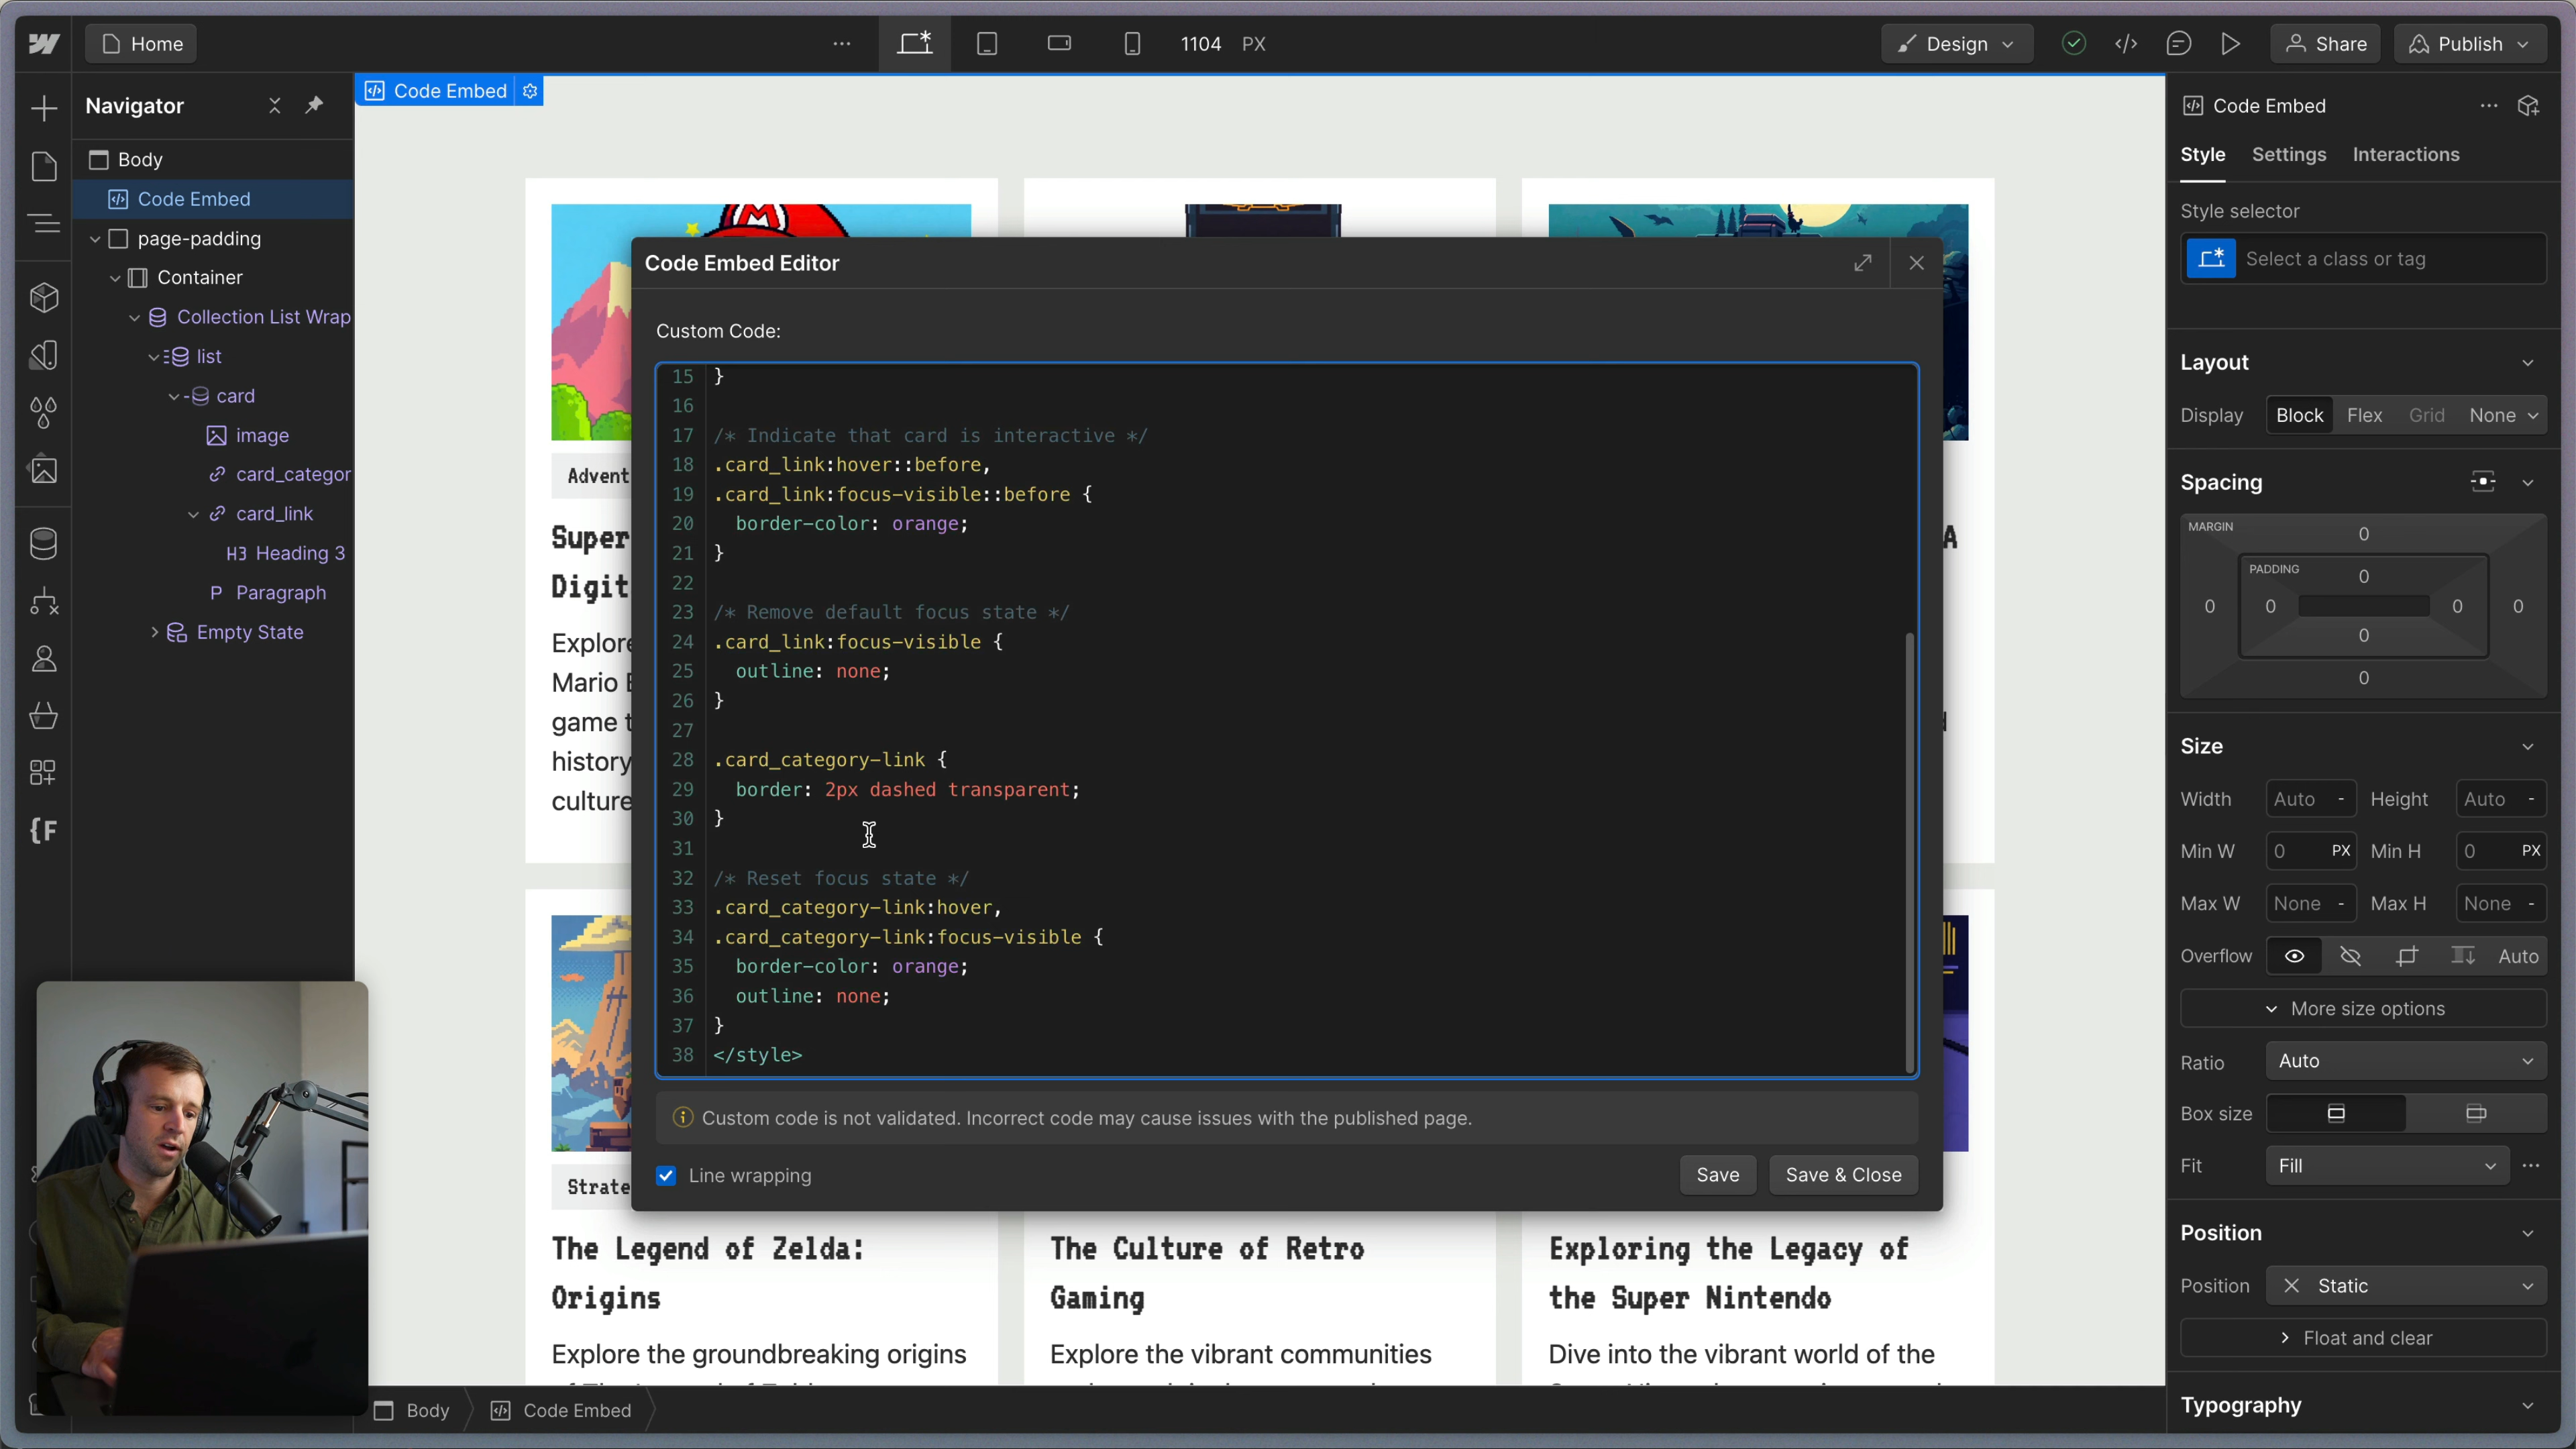 Home
1104 PX
Design
Share
Publish
Navigator
Body
Code Embed
page-padding
Container
Collection List Wrap
list
card
image
card_categor
card_link
H3 Heading 3
P Paragraph
Empty State
{F
Code Embed
M
Advent
Super
Digit
Explore
Mario
game
history
culture
A
Strate
The Legend of Zelda:
Origins
Explore the groundbreaking origins
The Culture of Retro
Gaming
Explore the vibrant communities
Exploring the Legacy of
the Super Nintendo
Dive into the vibrant world of the
Code Embed Editor
Custom Code:
15 }
16
17 /* Indicate that card is interactive */
18 .card_link:hover::before,
19 .card_link:focus-visible::before {
20 border-color: orange;
21 }
22
23 /* Remove default focus state */
24 .card_link:focus-visible {
25 outline: none;
26 }
27
28 .card_category-link {
29 border: 2px dashed transparent;
30 }
31
32 /* Reset focus state */
33 .card_category-link:hover,
34 .card_category-link:focus-visible {
35 border-color: orange;
36 outline: none;
37 }
38 </style>
Custom code is not validated. Incorrect code may cause issues with the published page.
Line wrapping
Save
Save & Close
Body
Code Embed
Code Embed
Style Settings Interactions
Style selector
Select a class or tag
Layout
Display Block Flex Grid None
Spacing
MARGIN
0
PADDING
0
0 0 0 0
0
0
Size
Width Auto - Height Auto -
Min W 0 PX Min H 0 PX
Max W None - Max H None -
Overflow Auto
More size options
Ratio Auto
Box size
Fit Fill
Position
Position Static
Float and clear
Typography